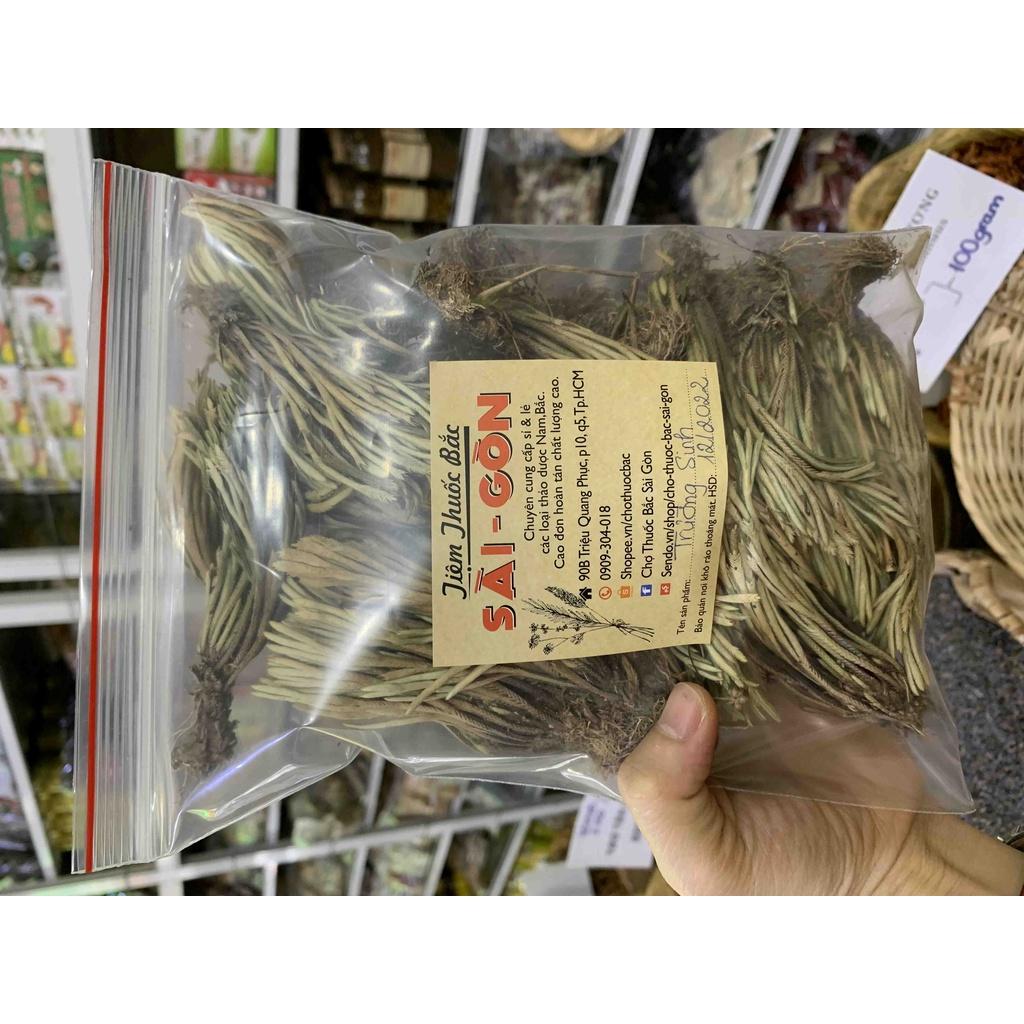 Tiệm Thuốc Bắc
SÀI - GÒN
Chuyên cung cấp sỉ & lẻ
các loại thảo dược Nam,Bắc.
Cao đơn hoàn tán chất lượng cao.
90B Triệu Quang Phục, p10, q5, Tp.HCM
0909-304-018
Shopee.vn/chothuocbac
Chợ Thuốc Bắc Sài Gòn
Sendo.vn/shop/cho-thuoc-bac-sai-gon
Tên sản phẩm: Trường Sinh
Bảo quản nơi khô ráo thoáng mát. HSD: 12/2022
ƯƠNG
100gram